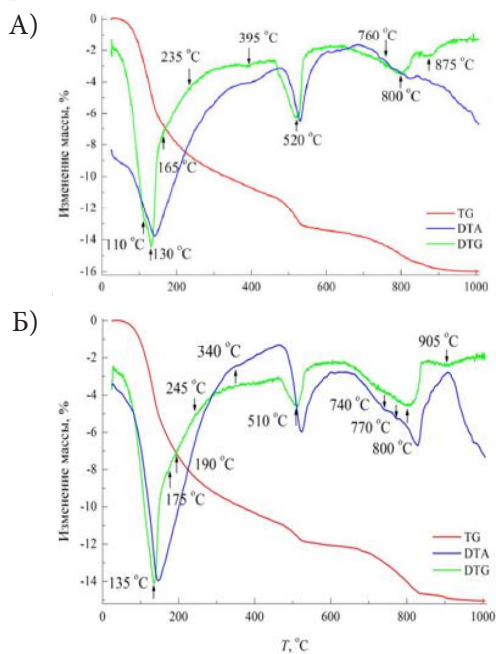 А)
0
-2
-4
-6
-8
-10
-12
-14
-16
Изменение массы, %
235 °C
395 °C
760 °C
875 °C
800 °C
520 °C
165 °C
110 °C
130 °C
TG
DTA
DTG
0 200 400 600 800 1000
Б)
0
-2
-4
-6
-8
-10
-12
-14
Изменение массы, %
340 °C
905 °C
245 °C
510 °C
740 °C
770 °C
800 °C
190 °C
175 °C
135 °C
TG
DTA
DTG
0 200 400 600 800 1000
T, °C